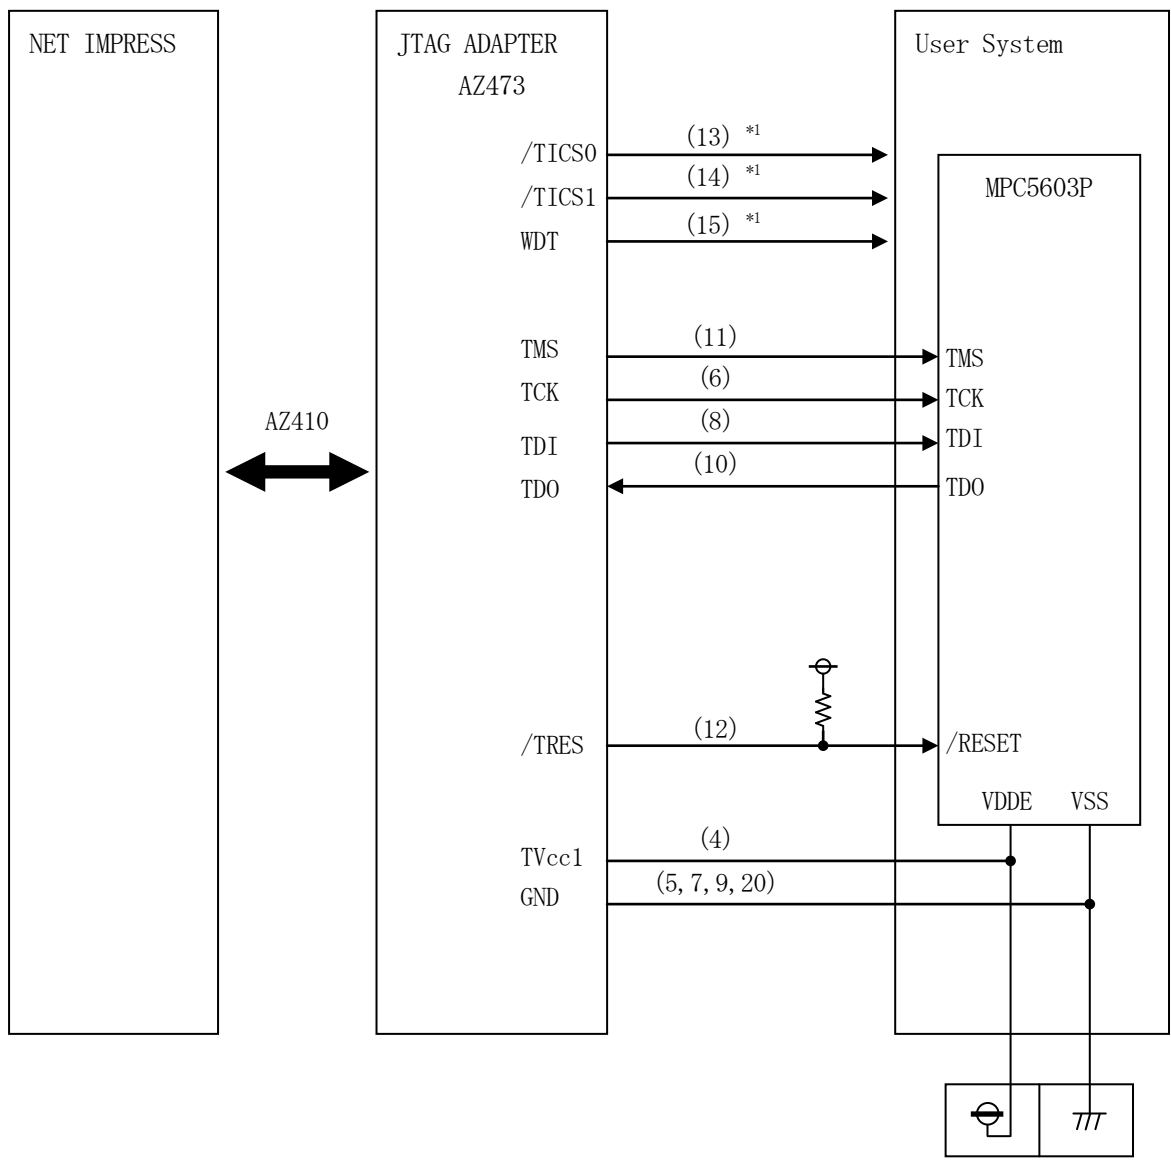 NET IMPRESS
JTAG ADAPTER
AZ473
User System
/TICS0
(13) *1
/TICS1
(14) *1
WDT
(15) *1
MPC5603P
TMS
(11)
TMS
TCK
(6)
TCK
AZ410
TDI
(8)
TDI
TDO
(10)
TDO
/TRES
(12)
/RESET
VDDE
VSS
TVcc1
(4)
GND
(5,7,9,20)